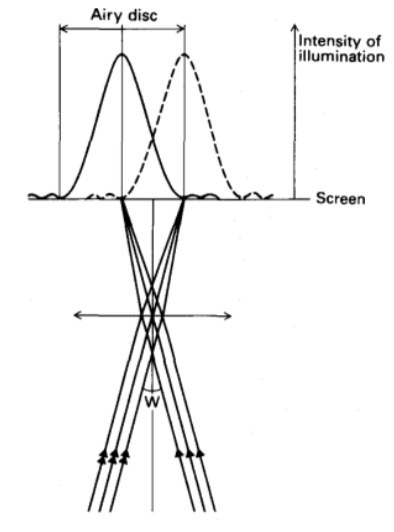 Airy disc
Intensity of
illumination
Screen
W